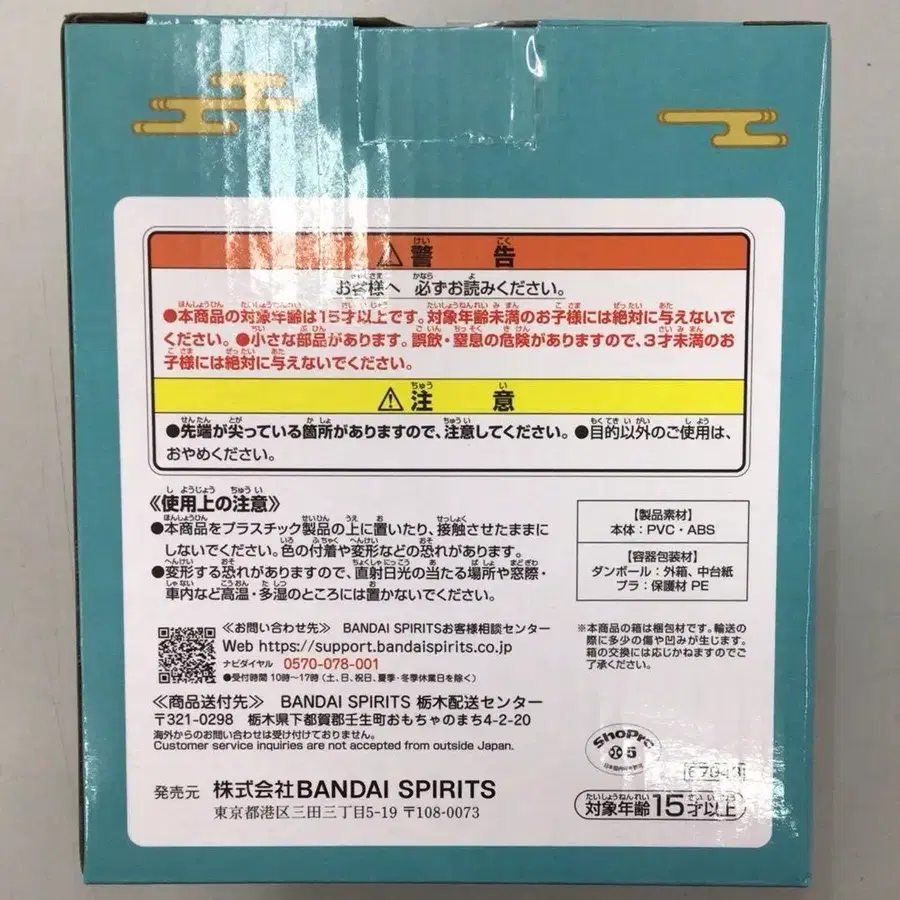 ⚠警告
お客様へ 必ずお読みください。
●本商品の対象年齢は15才以上です。対象年齢未満のお子様には絶対に与えないで
ください。●小さな部品があります。誤飲・窒息の危険がありますので、3才未満のお
子様には絶対に与えないでください。
⚠注意
●先端が尖っている箇所がありますので、注意してください。●目的以外のご使用は、
おやめください。
《使用上の注意》
●本商品をプラスチック製品の上に置いたり、接触させたままに
しないでください。色の付着や変形などの恐れがあります。
●変形する恐れがありますので、直射日光の当たる場所や窓際・
車内など高温・多湿のところには置かないでください。
【製品素材】
本体：PVC・ABS
【容器包装材】
ダンボール：外箱、中台紙
プラ：保護材 PE
≪お問い合わせ先≫ BANDAI SPIRITSお客様相談センター
Web https://support.bandaispirits.co.jp
ナビダイヤル 0570-078-001
●受付時間 10時〜17時（土、日、祝日、夏季・冬季休業日を除く）
※本商品の箱は梱包材です。輸送の
際に多少の傷や凹みが生じます。
箱の交換には応じかねますのでご
了承ください。
≪商品送付先≫ BANDAI SPIRITS 栃木配送センター
〒321-0298 栃木県下都賀郡壬生町おもちゃのまち4-2-20
海外からのお問い合わせは受け付けておりません。
Customer service inquiries are not accepted from outside Japan.
ShoPro
5
発売元 株式会社BANDAI SPIRITS
東京都港区三田三丁目5-19 〒108-0073
対象年齢15才以上